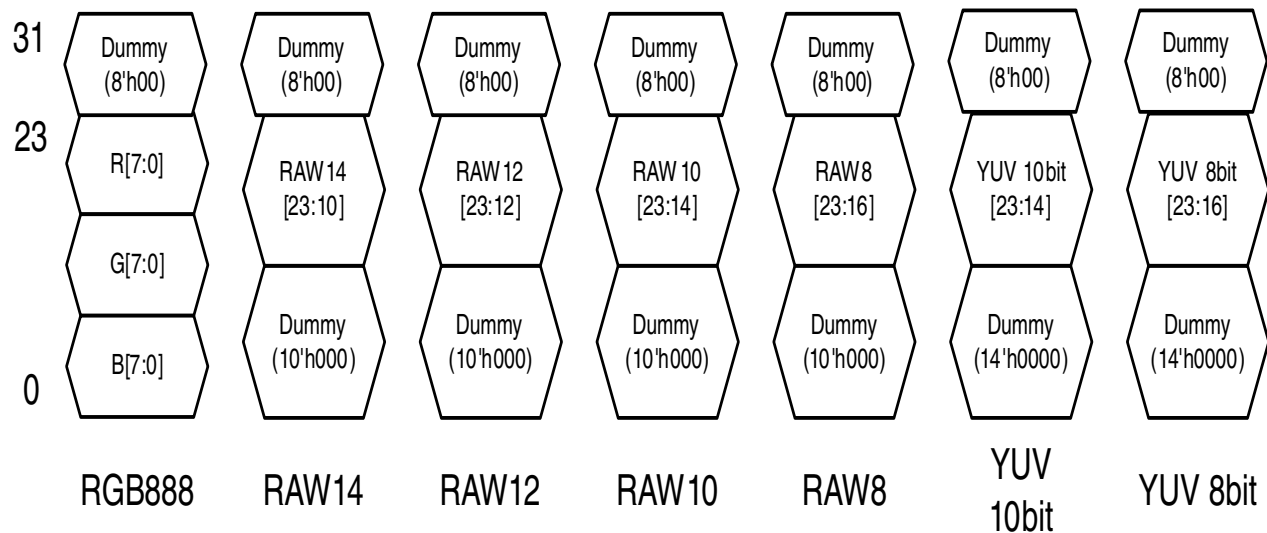 31
23
0
Dummy
(8'h00)
R[7:0]
G[7:0]
B[7:0]
RGB888
Dummy
(8'h00)
RAW14
[23:10]
Dummy
(10'h000)
RAW14
Dummy
(8'h00)
RAW12
[23:12]
Dummy
(10'h000)
RAW12
Dummy
(8'h00)
RAW10
[23:14]
Dummy
(10'h000)
RAW10
Dummy
(8'h00)
RAW8
[23:16]
Dummy
(10'h000)
RAW8
Dummy
(8'h00)
YUV 10bit
[23:14]
Dummy
(14'h0000)
YUV
10bit
Dummy
(8'h00)
YUV 8bit
[23:16]
Dummy
(14'h0000)
YUV 8bit